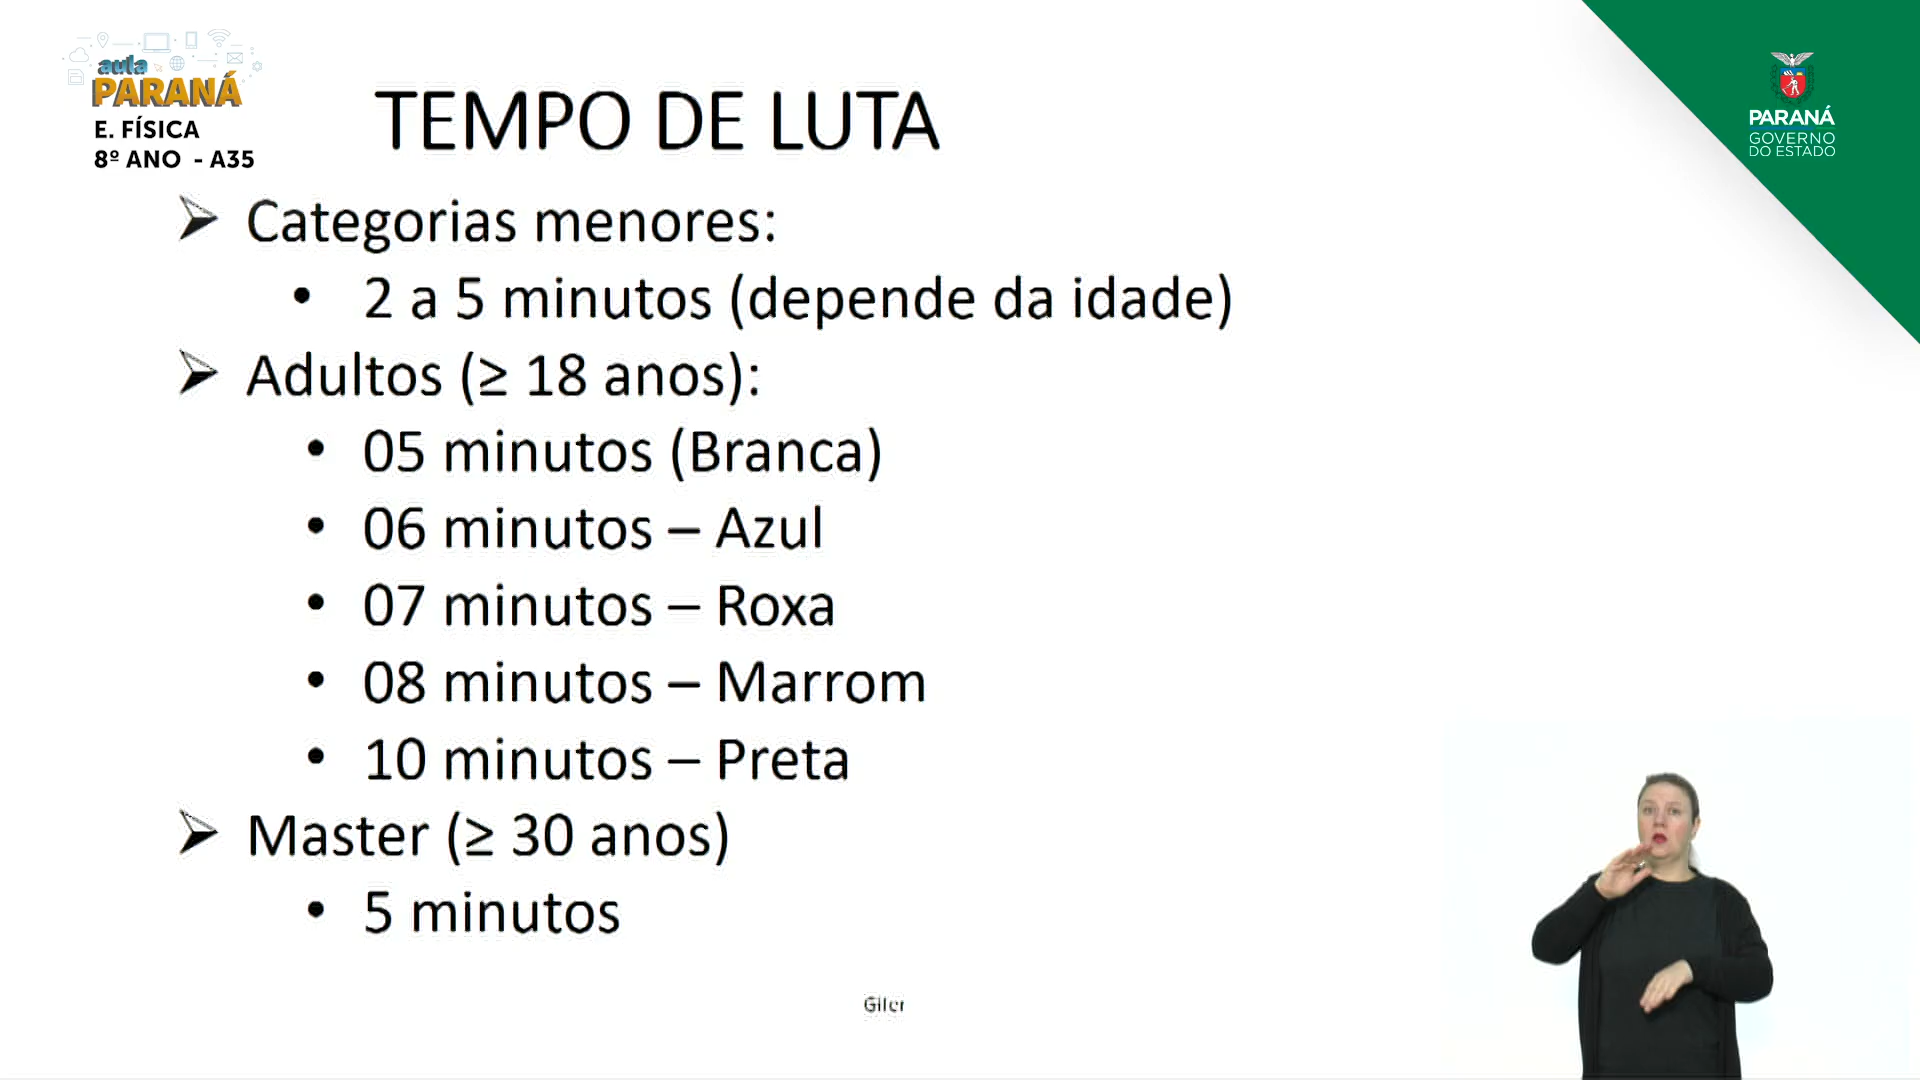 aula
PARANÁ
E. FÍSICA
8º ANO - A35
TEMPO DE LUTA
PARANÁ
GOVERNO
DO ESTADO
Categorias menores:
2 a 5 minutos (depende da idade)
Adultos (≥ 18 anos):
05 minutos (Branca)
06 minutos – Azul
07 minutos – Roxa
08 minutos – Marrom
10 minutos – Preta
Master (≥ 30 anos)
5 minutos